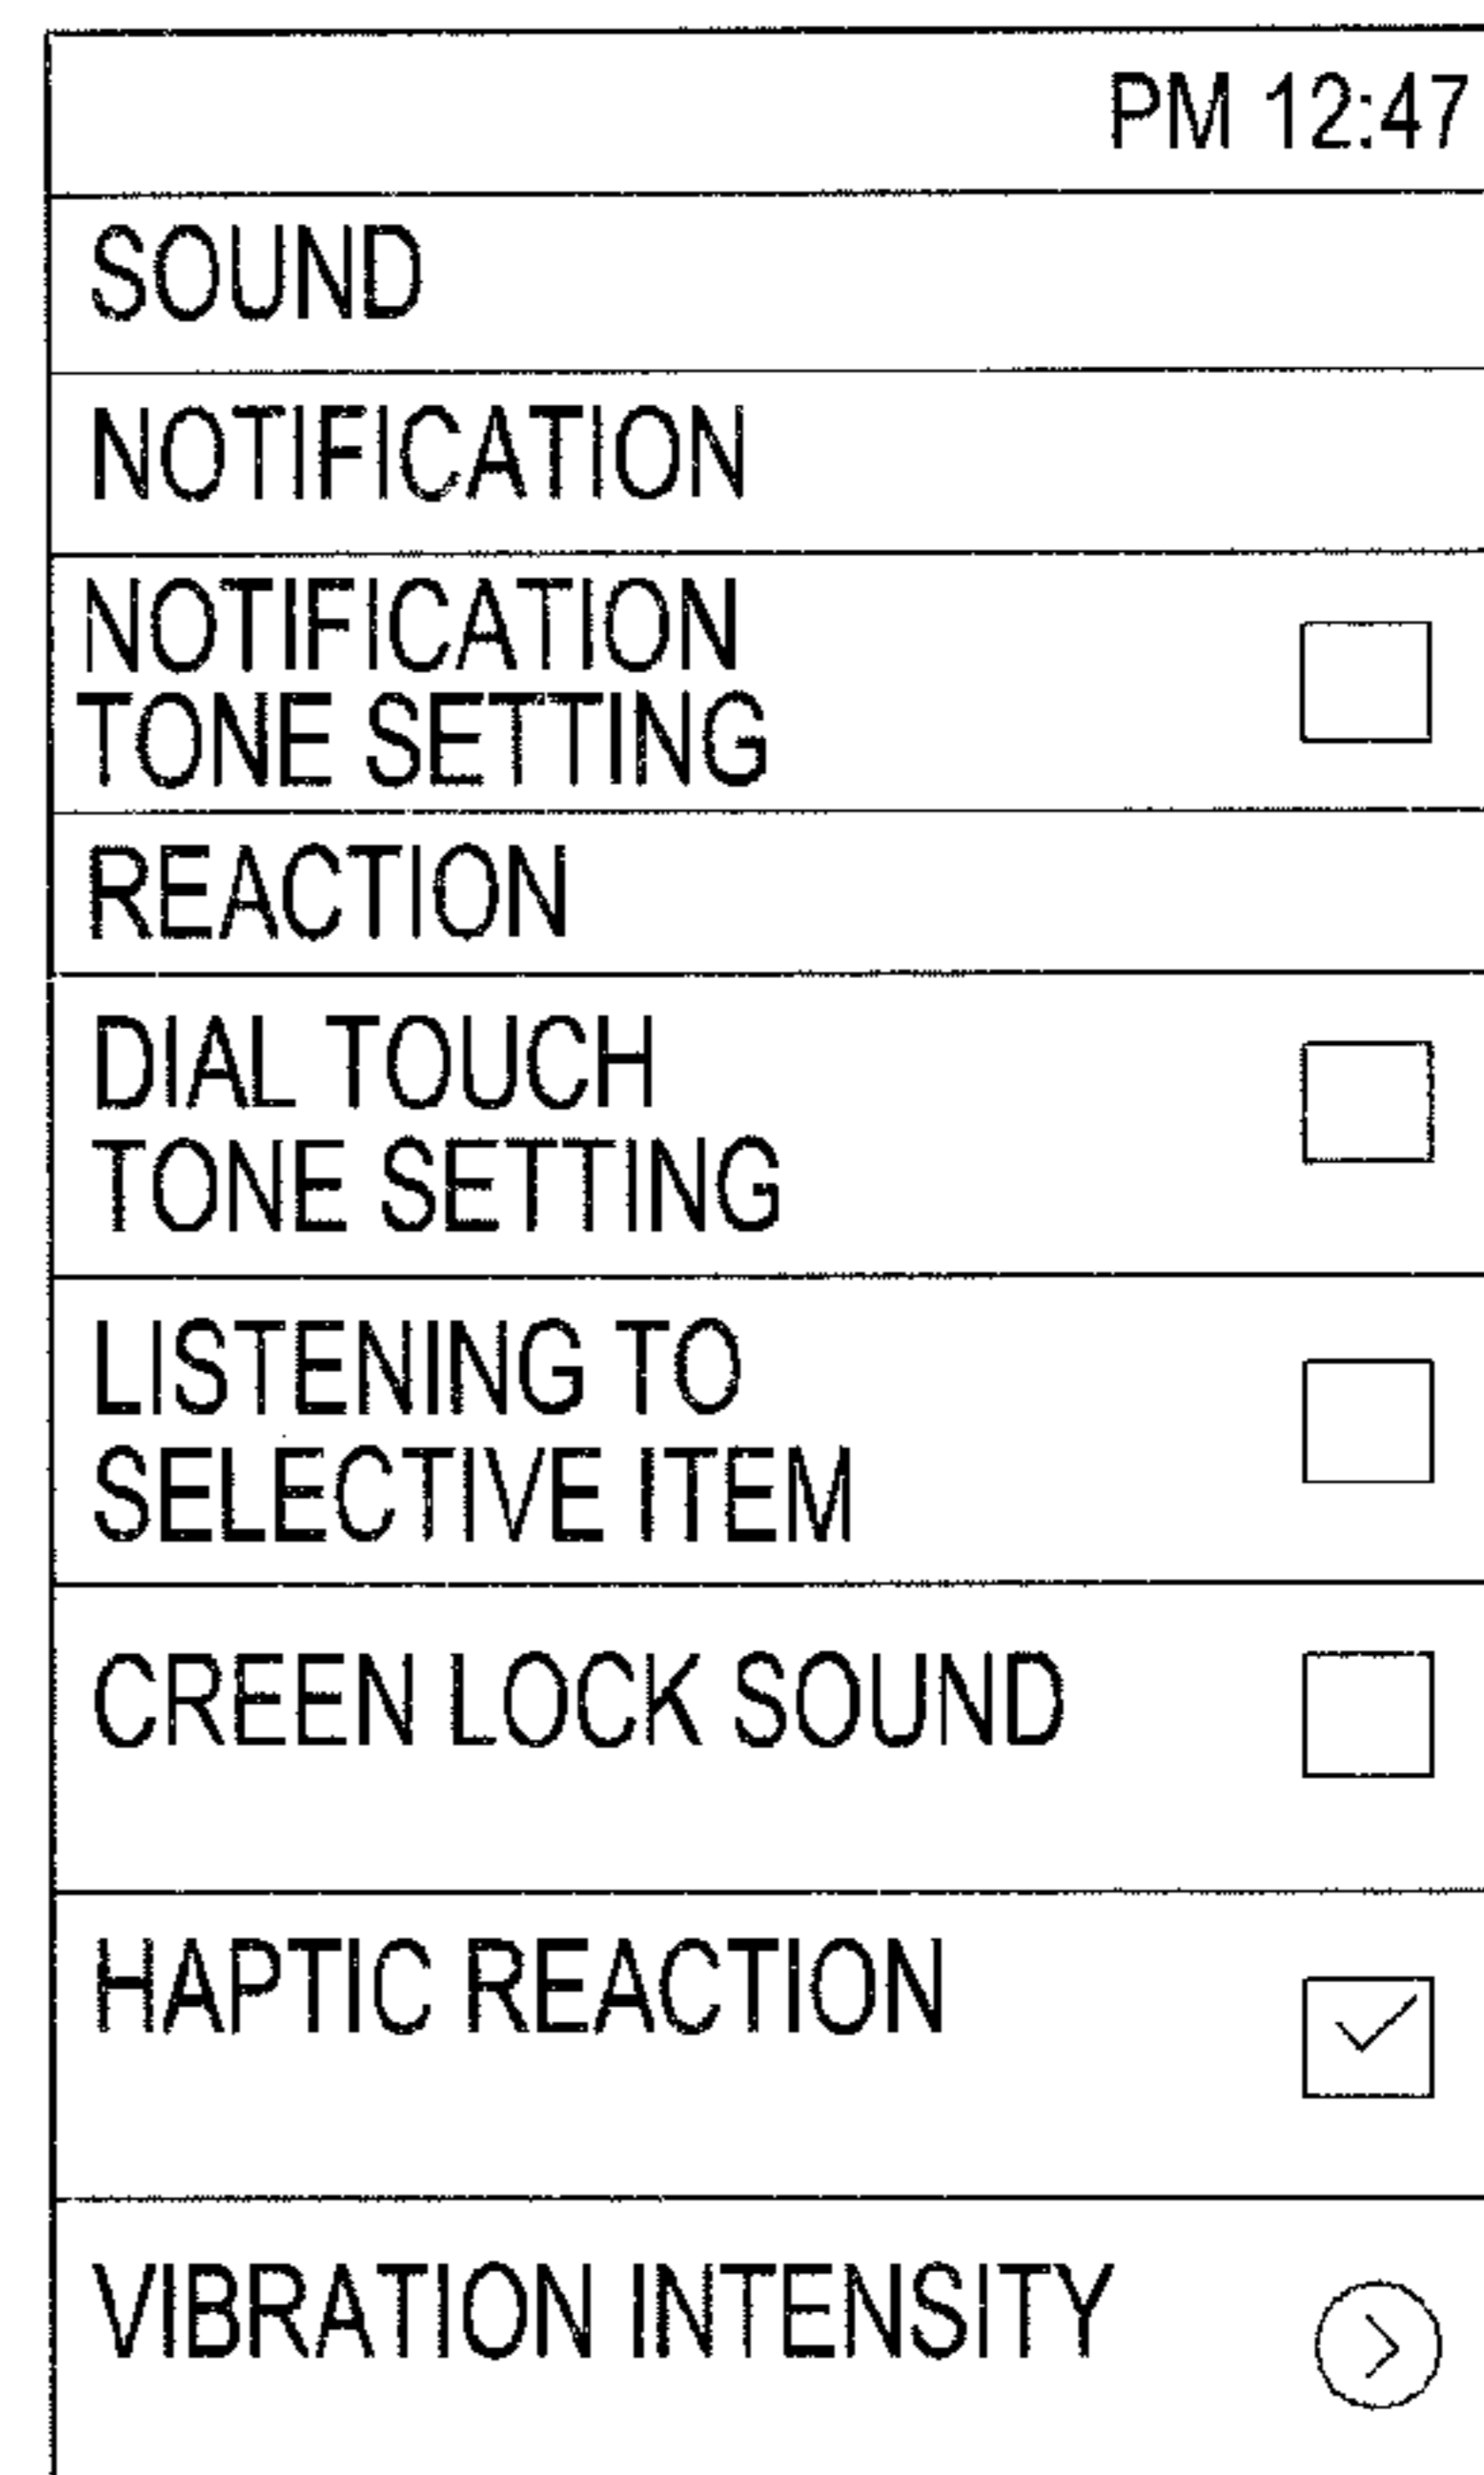 PM 12:47
SOUND
NOTIFICATION
NOTIFICATION
TONE SETTING
REACTION
DIAL TOUCH
TONE SETTING
LISTENING TO
SELECTIVE ITEM
CREEN LOCK SOUND
HAPTIC REACTION
VIBRATION INTENSITY